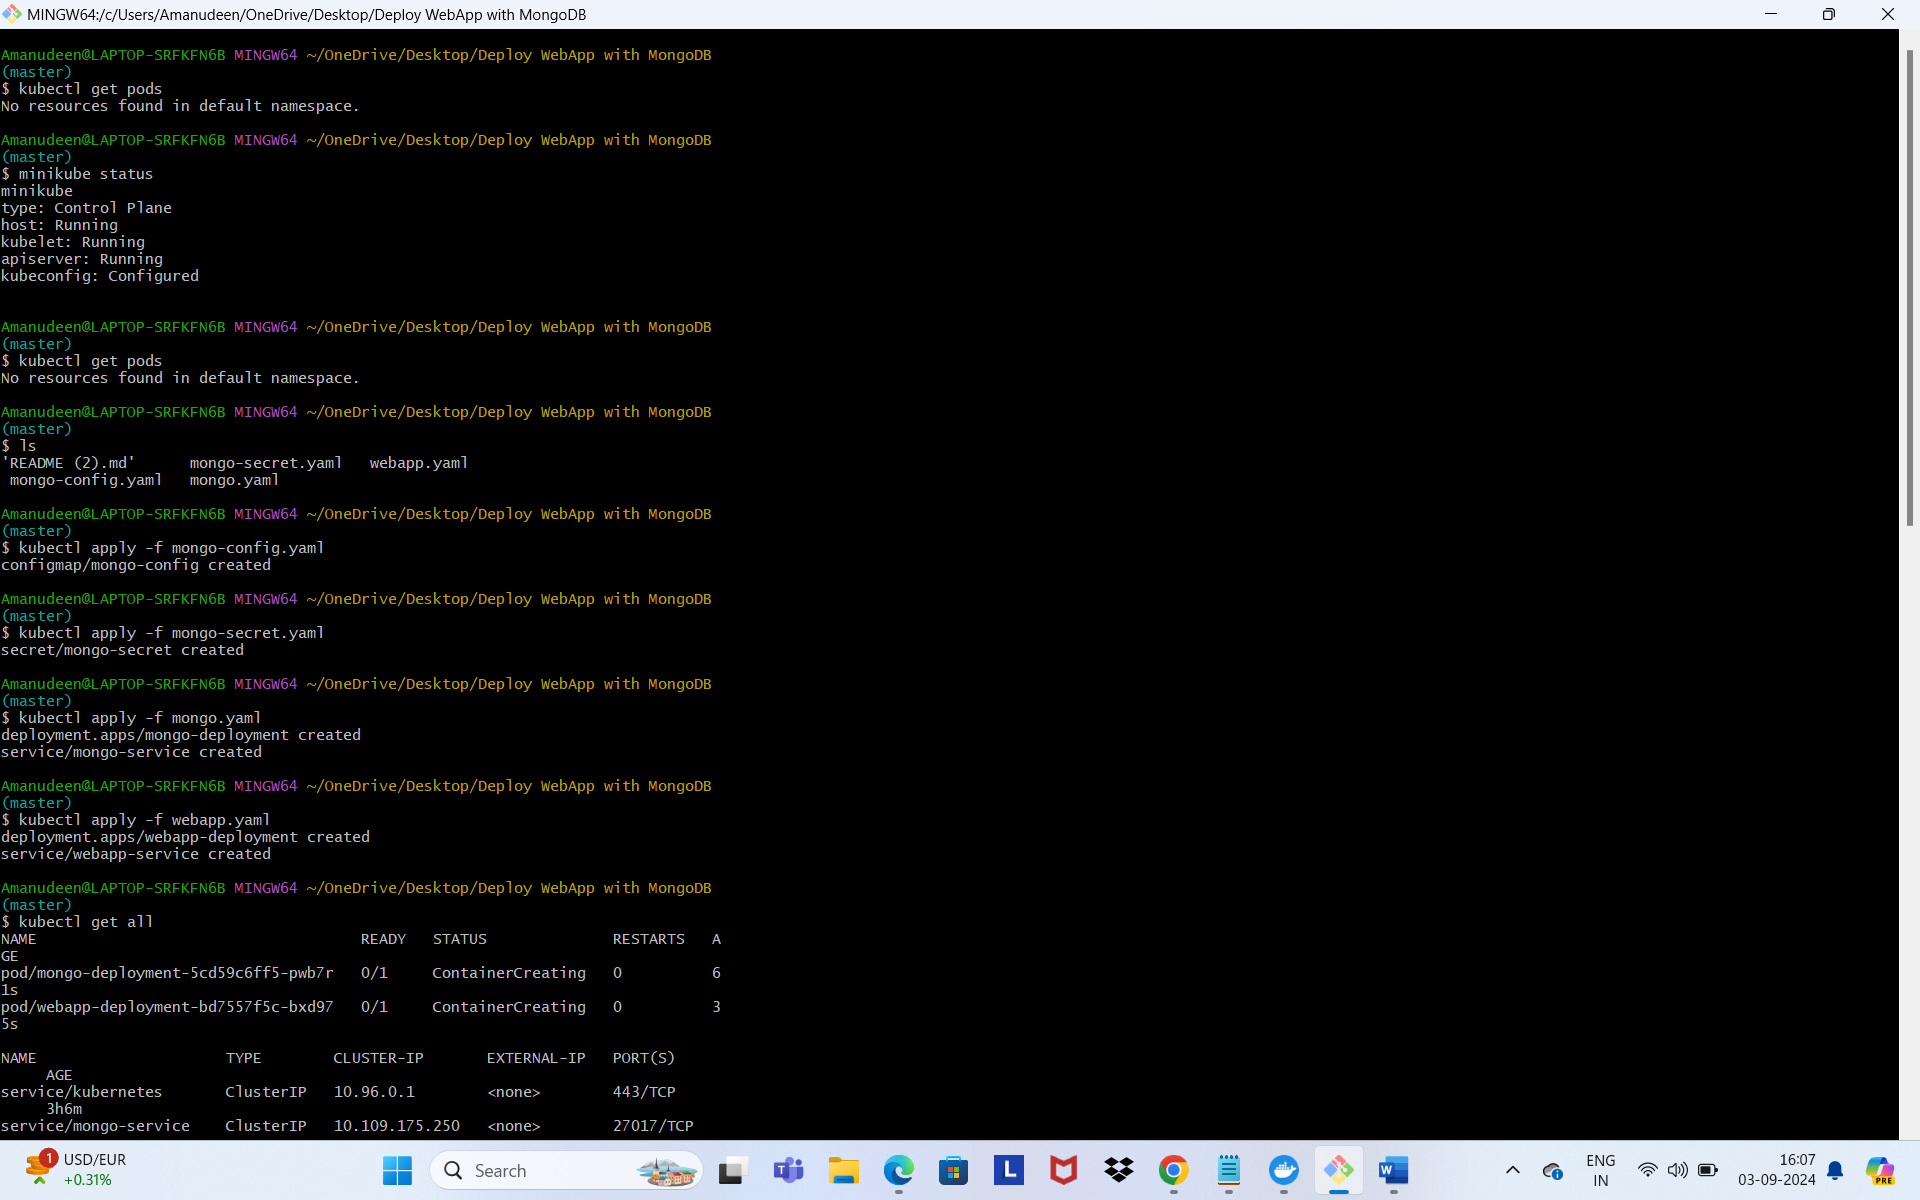 MINGW64:/c/Users/Amanudeen/OneDrive/Desktop/Deploy WebApp with MongoDB
Amanudeen@LAPTOP-SRFKFN6B MINGW64 ~/OneDrive/Desktop/Deploy WebApp with MongoDB
(master)
$ kubectl get pods
No resources found in default namespace.
Amanudeen@LAPTOP-SRFKFN6B MINGW64 ~/OneDrive/Desktop/Deploy WebApp with MongoDB
(master)
$ minikube status
minikube
type: Control Plane
host: Running
kubelet: Running
apiserver: Running
kubeconfig: Configured
Amanudeen@LAPTOP-SRFKFN6B MINGW64 ~/OneDrive/Desktop/Deploy WebApp with MongoDB
(master)
$ kubectl get pods
No resources found in default namespace.
Amanudeen@LAPTOP-SRFKFN6B MINGW64 ~/OneDrive/Desktop/Deploy WebApp with MongoDB
(master)
$ ls
'README (2).md'      mongo-secret.yaml   webapp.yaml
 mongo-config.yaml   mongo.yaml
Amanudeen@LAPTOP-SRFKFN6B MINGW64 ~/OneDrive/Desktop/Deploy WebApp with MongoDB
(master)
$ kubectl apply -f mongo-config.yaml
configmap/mongo-config created
Amanudeen@LAPTOP-SRFKFN6B MINGW64 ~/OneDrive/Desktop/Deploy WebApp with MongoDB
(master)
$ kubectl apply -f mongo-secret.yaml
secret/mongo-secret created
Amanudeen@LAPTOP-SRFKFN6B MINGW64 ~/OneDrive/Desktop/Deploy WebApp with MongoDB
(master)
$ kubectl apply -f mongo.yaml
deployment.apps/mongo-deployment created
service/mongo-service created
Amanudeen@LAPTOP-SRFKFN6B MINGW64 ~/OneDrive/Desktop/Deploy WebApp with MongoDB
(master)
$ kubectl apply -f webapp.yaml
deployment.apps/webapp-deployment created
service/webapp-service created
Amanudeen@LAPTOP-SRFKFN6B MINGW64 ~/OneDrive/Desktop/Deploy WebApp with MongoDB
(master)
$ kubectl get all
NAME                                    READY   STATUS              RESTARTS   A
GE
pod/mongo-deployment-5cd59c6ff5-pwb7r   0/1     ContainerCreating   0          6
1s
pod/webapp-deployment-bd7557f5c-bxd97   0/1     ContainerCreating   0          3
5s
NAME                     TYPE        CLUSTER-IP       EXTERNAL-IP   PORT(S)
     AGE
service/kubernetes       ClusterIP   10.96.0.1        <none>        443/TCP
     3h6m
service/mongo-service    ClusterIP   10.109.175.250   <none>        27017/TCP
1
USD/EUR
+0.31%
Search
L
W
PRE
ENG
IN
16:07
03-09-2024